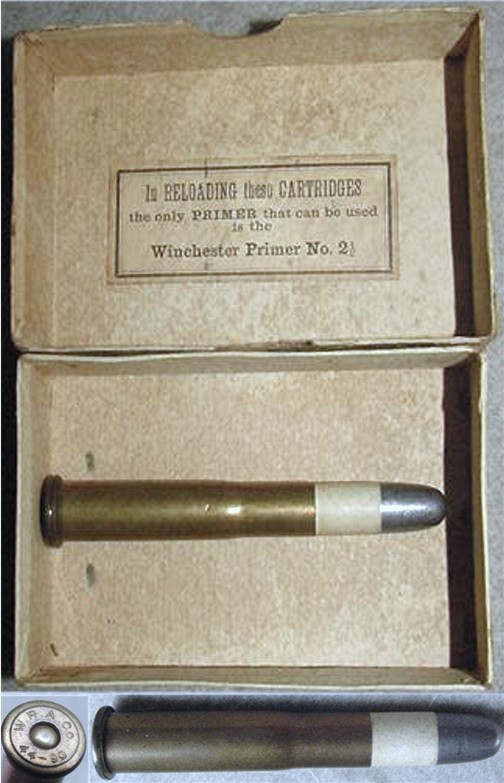 In RELOADING these CARTRIDGES
the only PRIMER that can be used
is the
Winchester Primer No. 2½
W.R.A.Co.
44-90